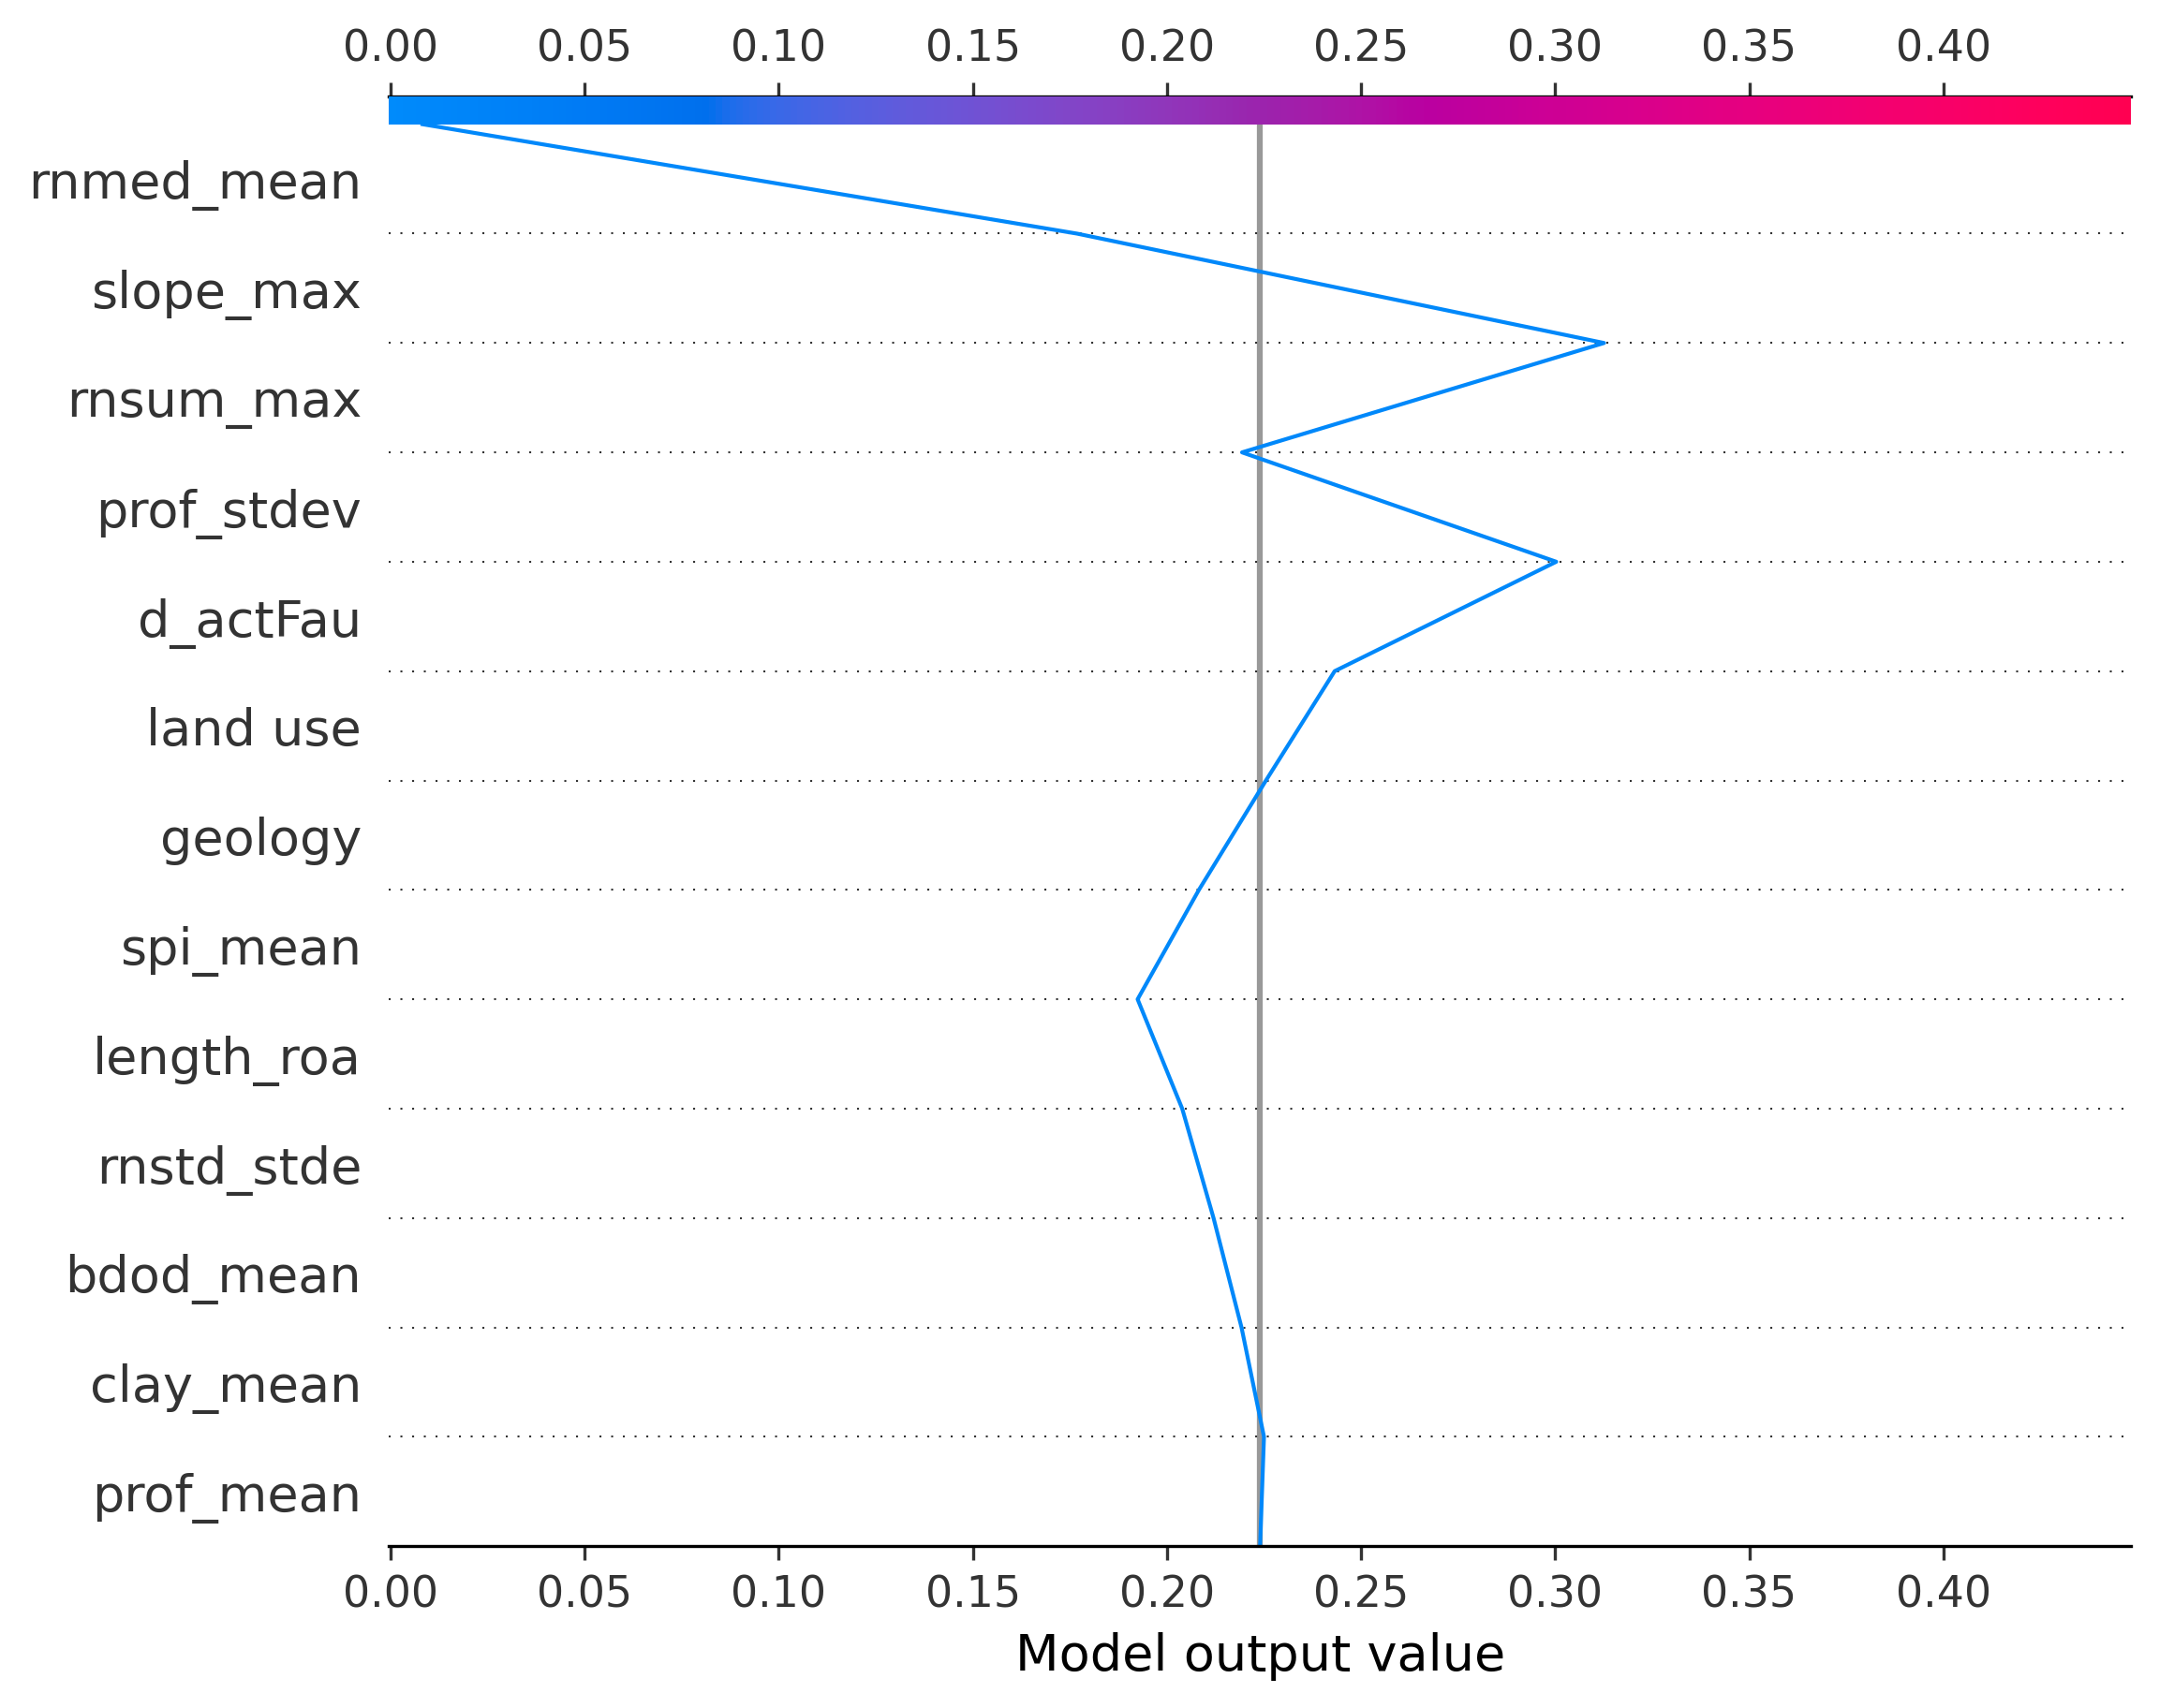 0.00 0.05 0.10 0.15 0.20 0.25 0.30 0.35 0.40
rnmed_mean
slope_max
rnsum_max
prof_stdev
d_actFau
land use
geology
spi_mean
length_roa
rnstd_stde
bdod_mean
clay_mean
prof_mean
0.00 0.05 0.10 0.15 0.20 0.25 0.30 0.35 0.40
Model output value